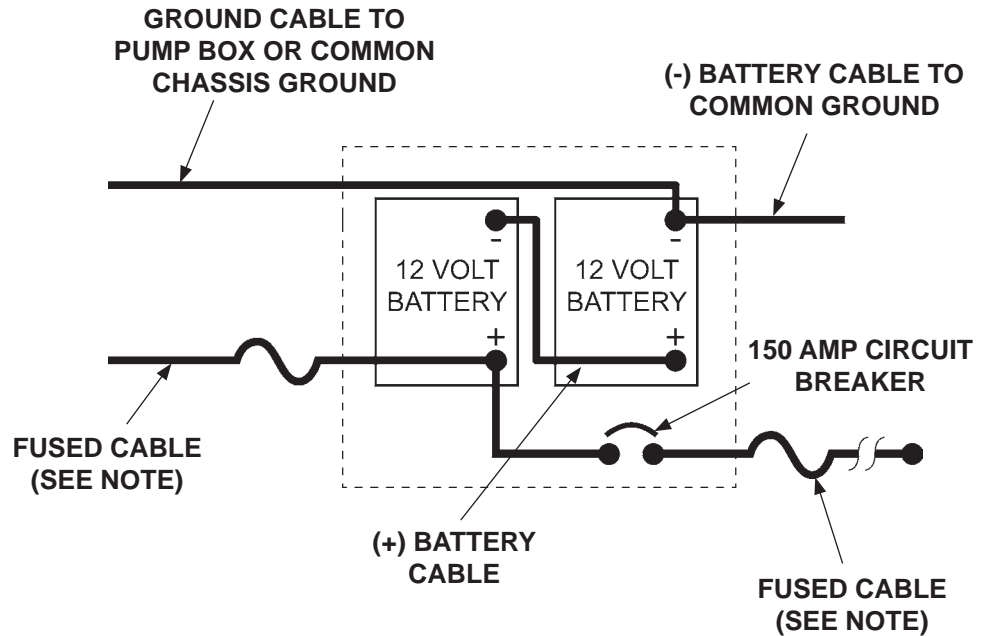 GROUND CABLE TO
PUMP BOX OR COMMON
CHASSIS GROUND
(-) BATTERY CABLE TO
COMMON GROUND
-
12 VOLT
BATTERY
+
-
12 VOLT
BATTERY
+
150 AMP CIRCUIT
BREAKER
FUSED CABLE
(SEE NOTE)
(+) BATTERY
CABLE
FUSED CABLE
(SEE NOTE)